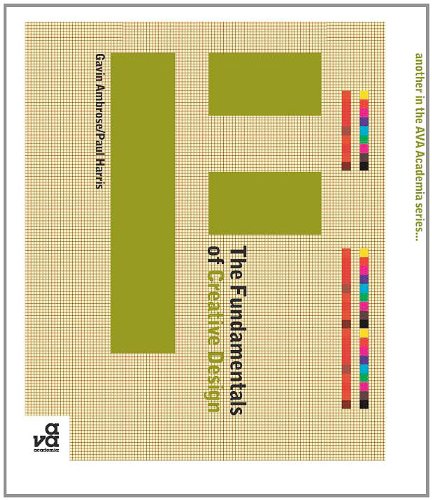 another in the AVA Academia series...
The Fundamentals
of Creative Design
Gavin Ambrose/Paul Harris
ava
academia